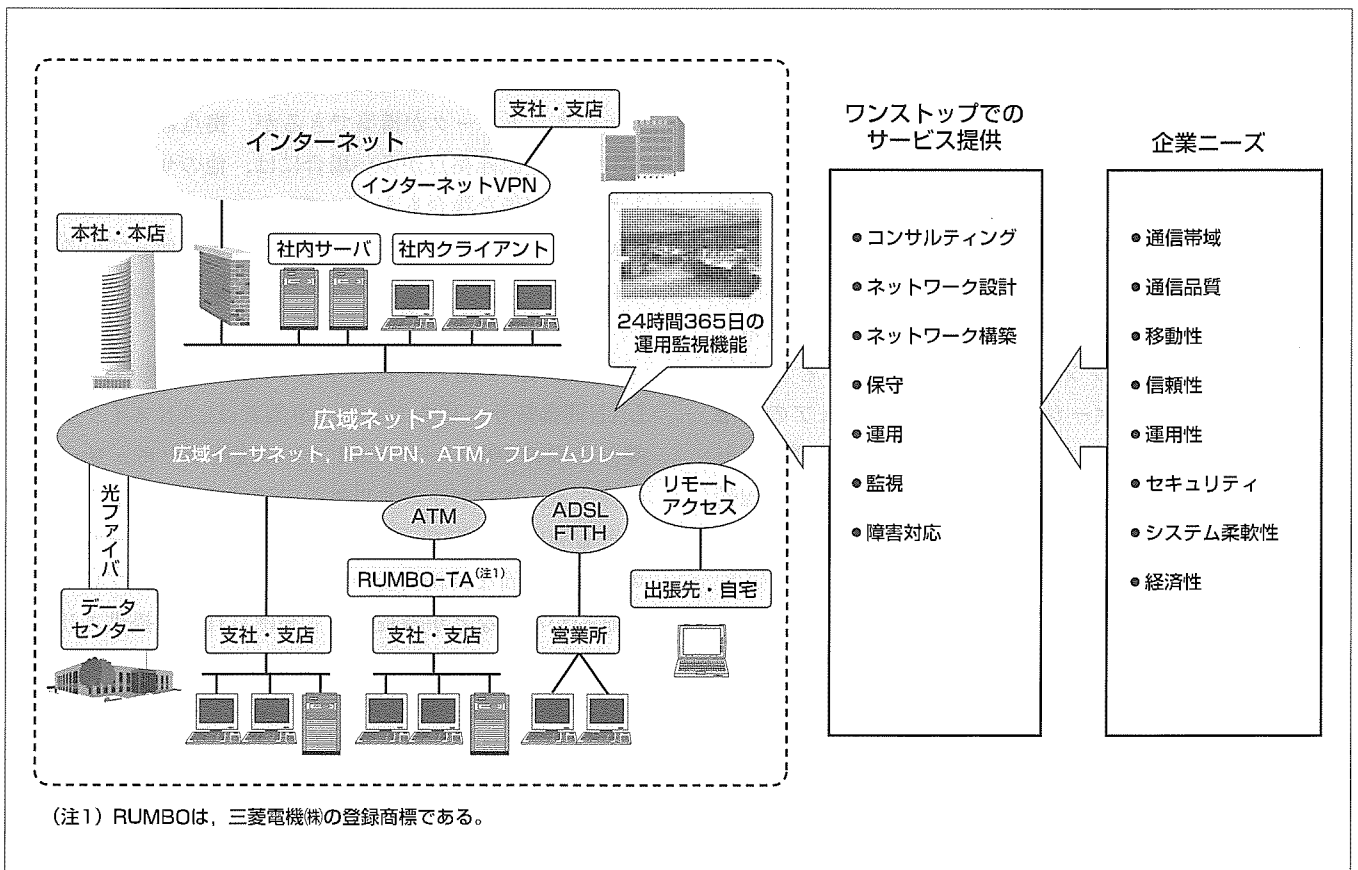 インターネット
支社・支店
インターネットVPN
本社・本店
社内サーバ
社内クライアント
24時間365日の
運用監視機能
広域ネットワーク
広域イーサネット，IP-VPN，ATM，フレームリレー
光ファイバ
ATM
ADSL
FTTH
リモート
アクセス
RUMBO-TA(注1)
出張先・自宅
データ
センター
支社・支店
支社・支店
営業所
(注1) RUMBOは，三菱電機㈱の登録商標である。
ワンストップでの
サービス提供
●コンサルティング
●ネットワーク設計
●ネットワーク構築
●保守
●運用
●監視
●障害対応
企業ニーズ
●通信帯域
●通信品質
●移動性
●信頼性
●運用性
●セキュリティ
●システム柔軟性
●経済性